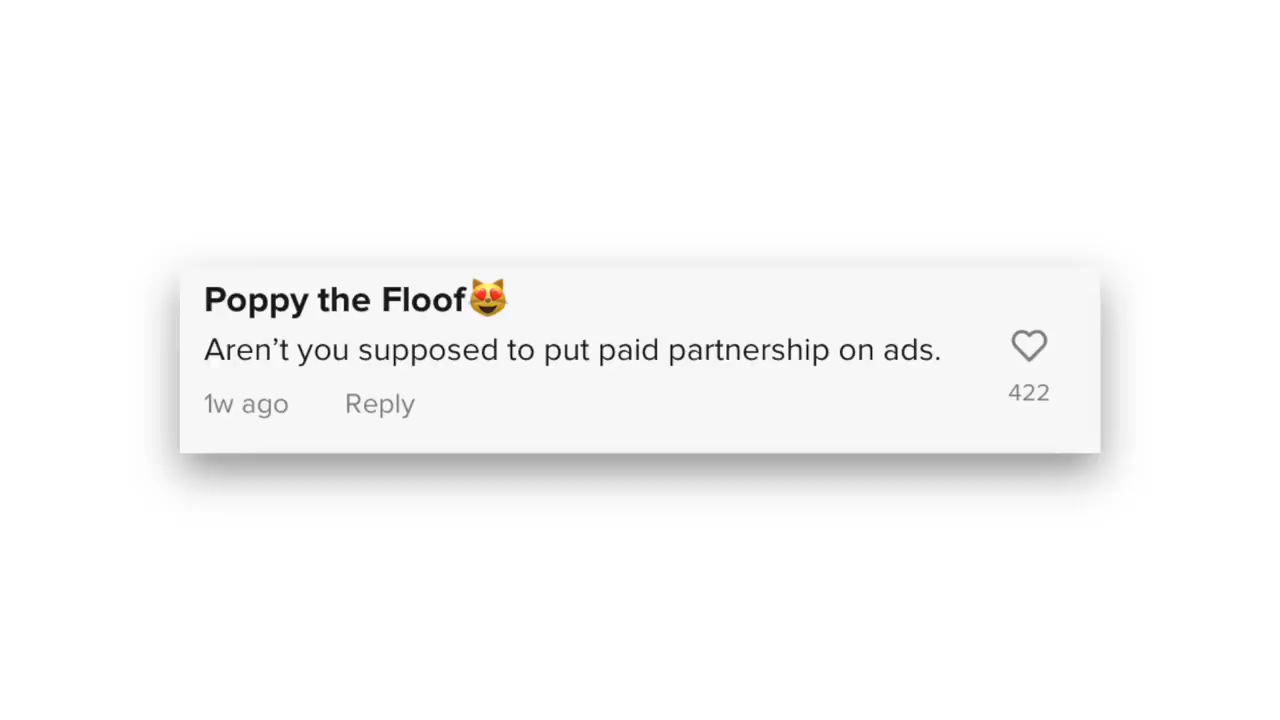 Poppy the Floof😻
Aren’t you supposed to put paid partnership on ads.
1w ago Reply
422